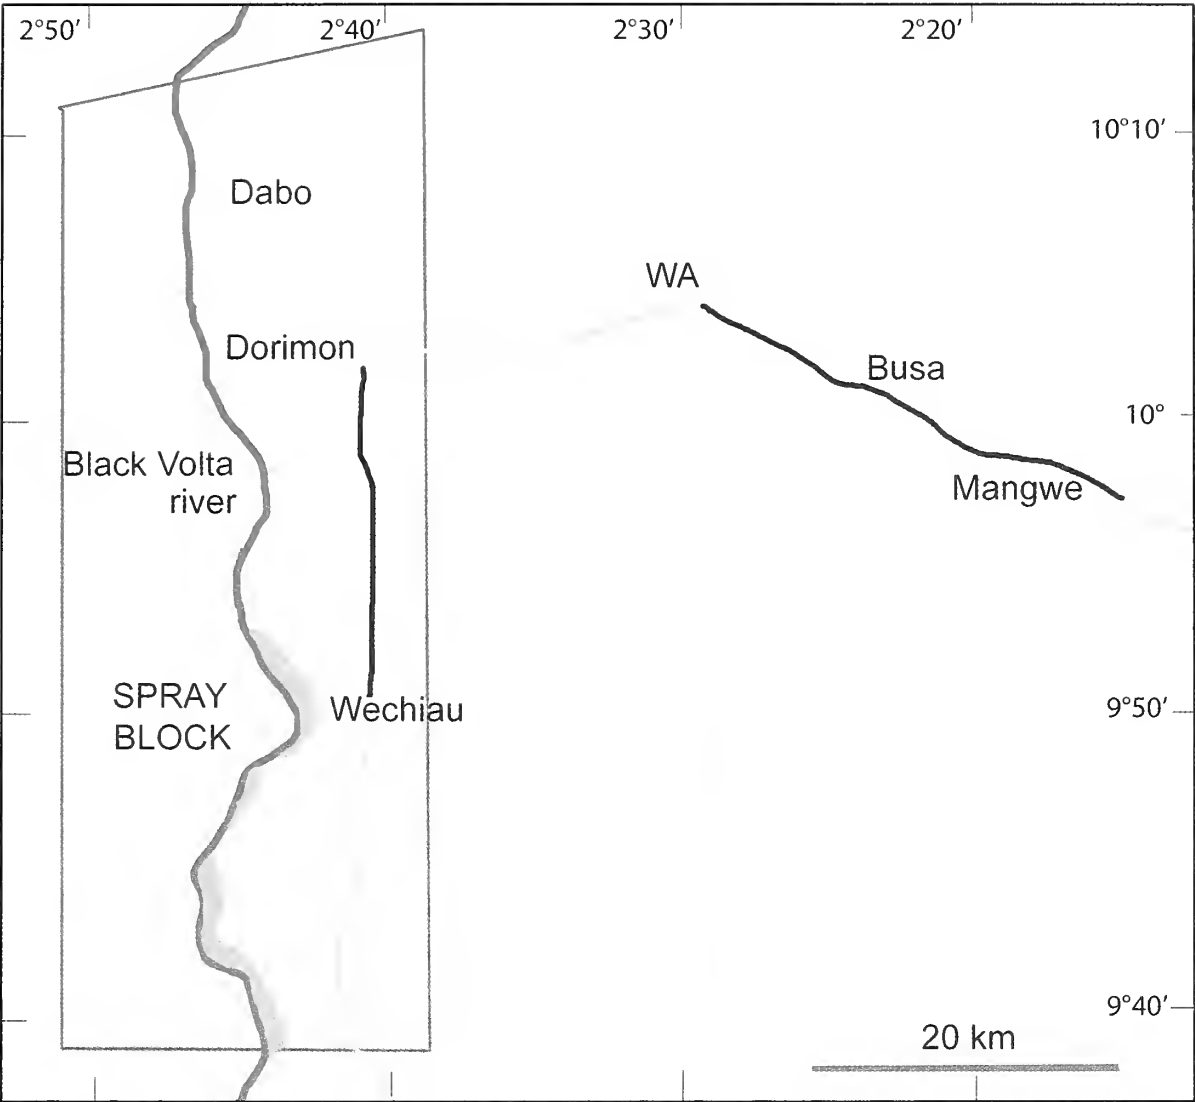 2°50′ 2°40′ 2°30′ 2°20′
10°10′
Dabo
WA
Dorimon
Busa
10°
Black Volta
river
Mangwe
SPRAY
BLOCK
Wechiau
9°50′
9°40′
20 km